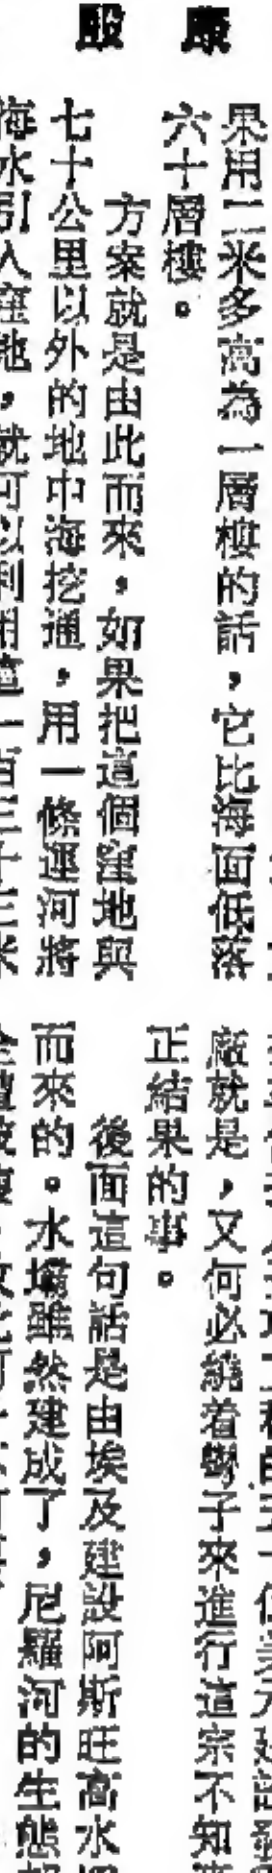 康殷
果用二米多高為一層樓的話，它比海面低落
六十層樓。
方案就是由此而來，如果把這個窪地與
七十公里以外的地中海挖通，用一條運河將
海水引入窪地，就可以利用這一百三十三米
廠就是，又何必繞着彎子來進行這宗不知
正結果的事。
後面這句話是由埃及建設阿斯旺高水
而來的。水壩雖然建成了，尼羅河的生態